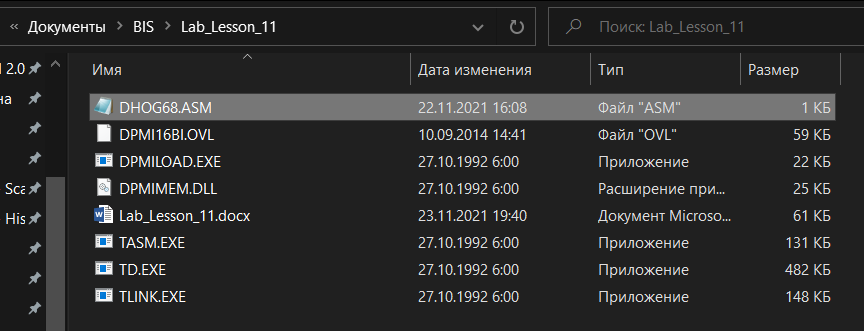 « Документы > BIS > Lab_Lesson_11 Поиск: Lab_Lesson_11
Имя Дата изменения Тип Размер
DHOG68.ASM 22.11.2021 16:08 Файл "ASM" 1 КБ
DPMI16BI.OVL 10.09.2014 14:41 Файл "OVL" 59 КБ
DPMILOAD.EXE 27.10.1992 6:00 Приложение 22 КБ
DPMIMEM.DLL 27.10.1992 6:00 Расширение при... 25 КБ
Lab_Lesson_11.docx 23.11.2021 19:40 Документ Microso... 61 КБ
TASM.EXE 27.10.1992 6:00 Приложение 131 КБ
TD.EXE 27.10.1992 6:00 Приложение 482 КБ
TLINK.EXE 27.10.1992 6:00 Приложение 148 КБ
l 2.0
на
Sca
His